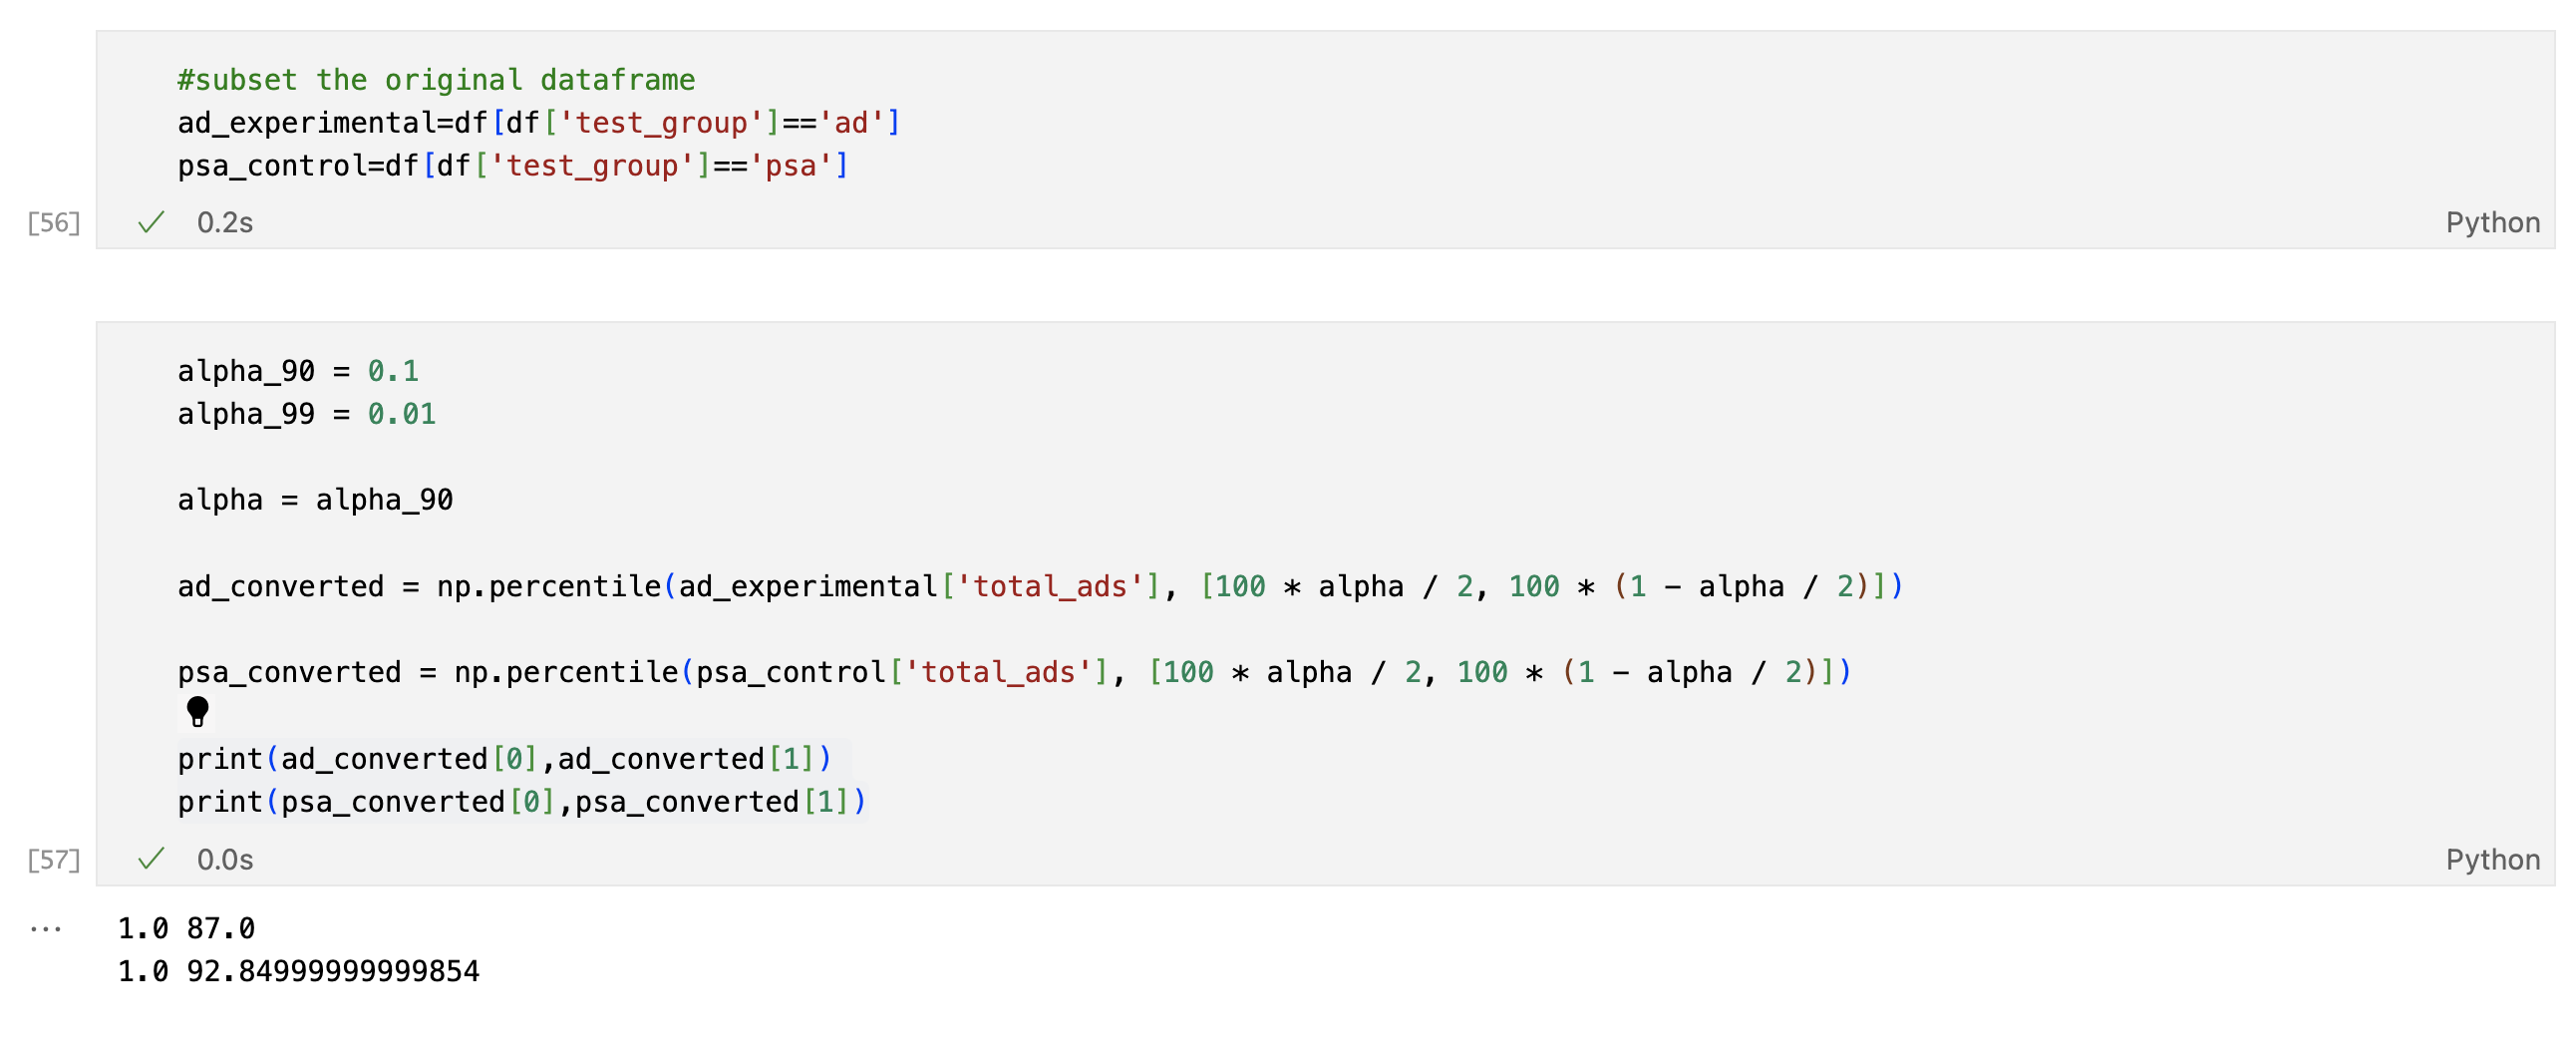 #subset the original dataframe
ad_experimental=df[df['test_group']=='ad']
psa_control=df[df['test_group']=='psa']
[56]
0.2s
Python
alpha_90 = 0.1
alpha_99 = 0.01
alpha = alpha_90
ad_converted = np.percentile(ad_experimental['total_ads'], [100 * alpha / 2, 100 * (1 - alpha / 2)])
psa_converted = np.percentile(psa_control['total_ads'], [100 * alpha / 2, 100 * (1 - alpha / 2)])
print(ad_converted[0],ad_converted[1])
print(psa_converted[0],psa_converted[1])
[57]
0.0s
Python
... 1.0 87.0
1.0 92.84999999999854